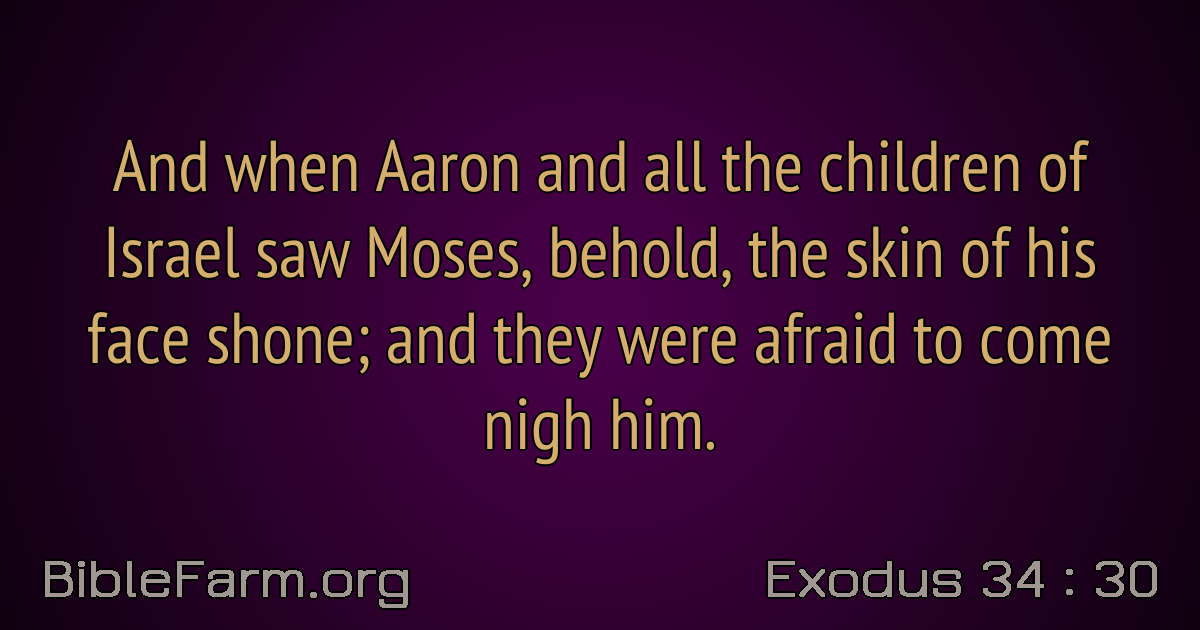 And when Aaron and all the children of
Israel saw Moses, behold, the skin of his
face shone; and they were afraid to come
nigh him.
BibleFarm.org
Exodus 34 : 30